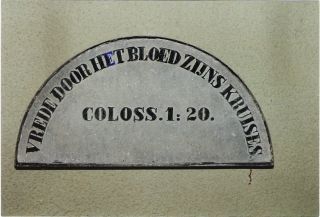 VREDE DOOR HET BLOED ZIJNS KRUISES
COLOSS. 1: 20.